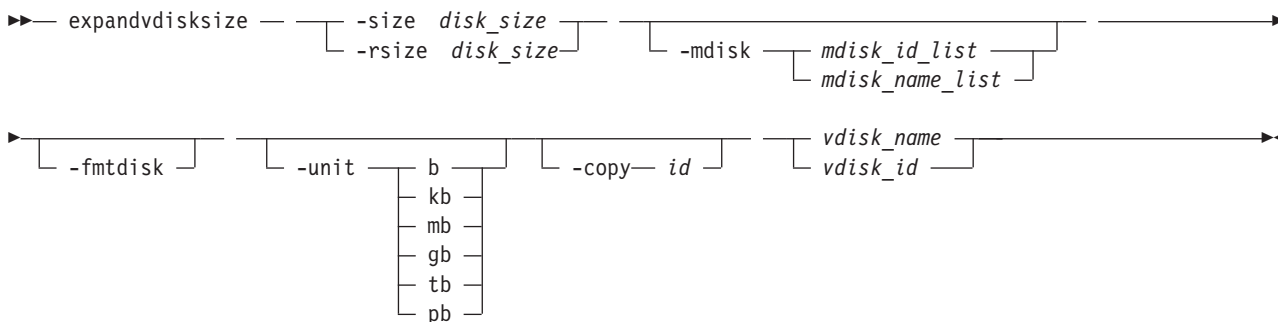 expandvdisksize -size disk_size -mdisk mdisk_id_list
-rsize disk_size mdisk_name_list
-fmtdisk -unit b -copy id vdisk_name
kb vdisk_id
mb
gb
tb
pb